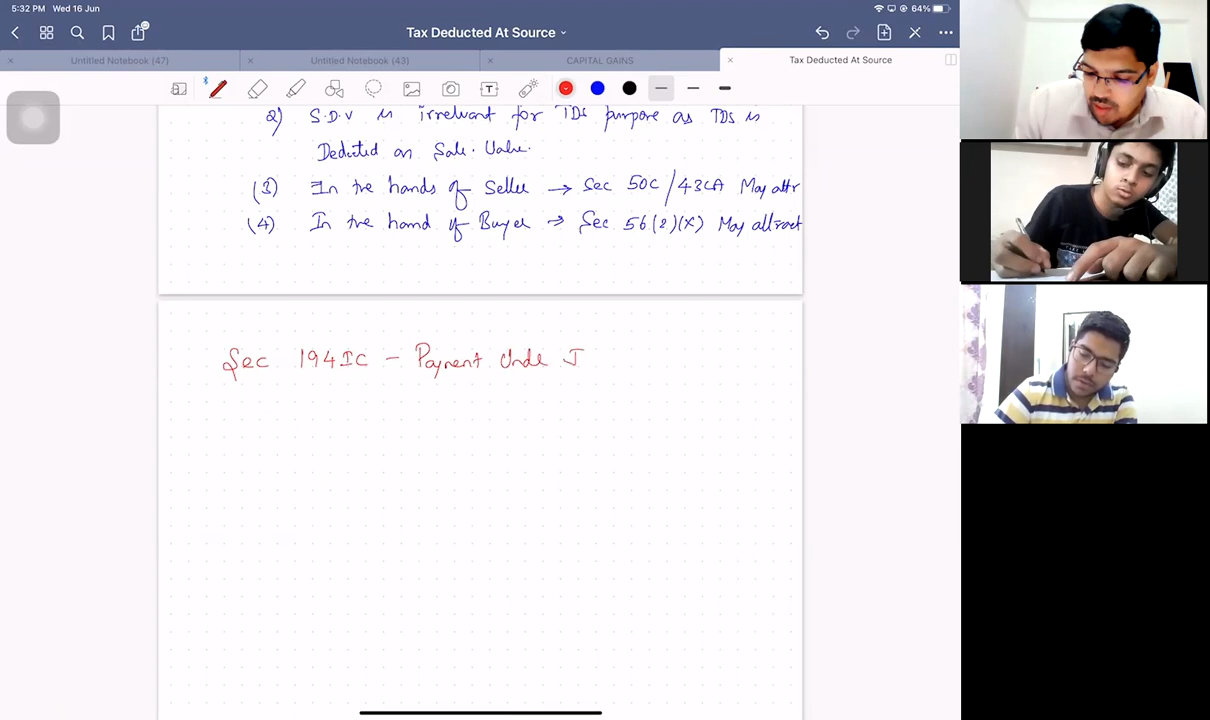 5:32 PM Wed 16 Jun
64%
Tax Deducted At Source
Untitled Notebook (47)
Untitled Notebook (43)
CAPITAL GAINS
Tax Deducted At Source
2) S.D.V is irrelevant for TDS purpose as TDS is
Deducted on Sale. Value.
(3) In the hands of Seller → Sec 50C / 43CA May attr
(4) In the hand of Buyer → Sec 56(2)(x) May attract
Sec 194IC - Payment Unde J